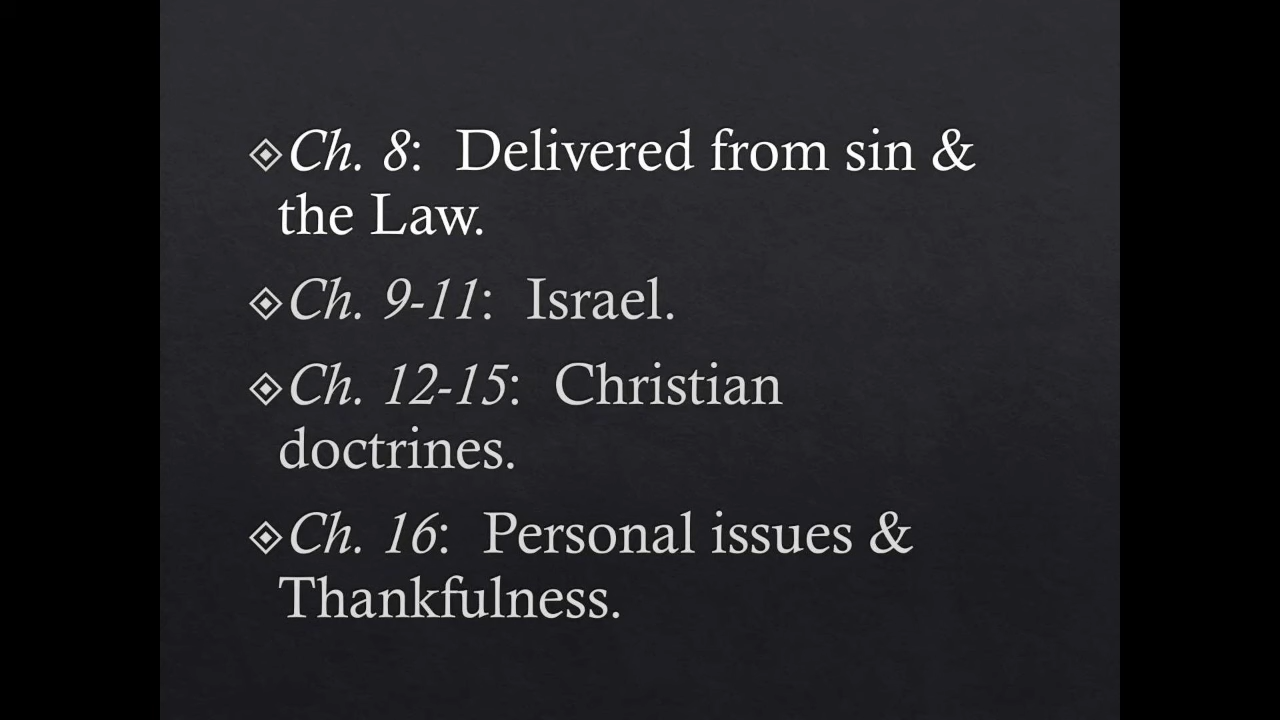 Ch. 8:  Delivered from sin &
the Law.
Ch. 9-11:  Israel.
Ch. 12-15:  Christian
doctrines.
Ch. 16:  Personal issues &
Thankfulness.